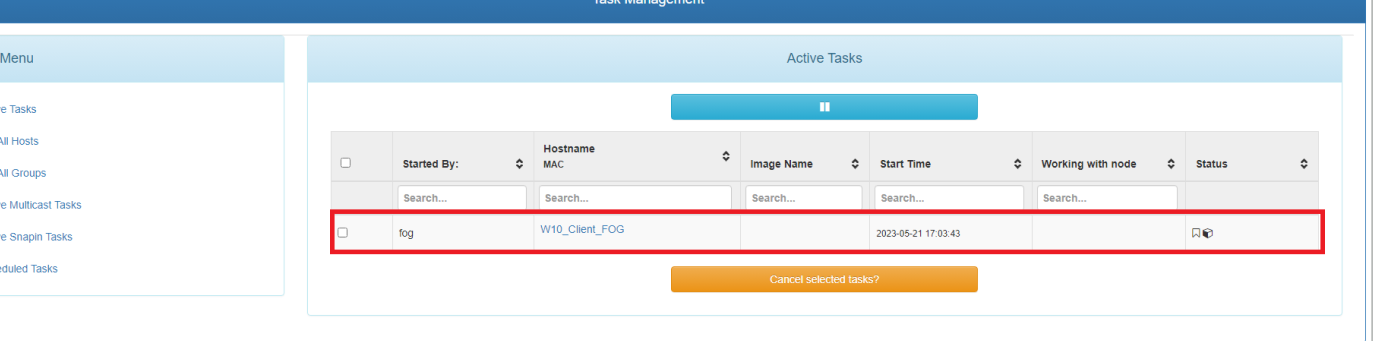 Task Management
Menu
Active Tasks
Tasks
All Hosts
All Groups
Multicast Tasks
Snapin Tasks
Tasks
Started By:
Hostname
MAC
Image Name
Start Time
Working with node
Status
Search...
Search...
Search...
Search...
Search...
fog
W10_Client_FOG
2023-05-21 17:03:43
Cancel selected tasks?